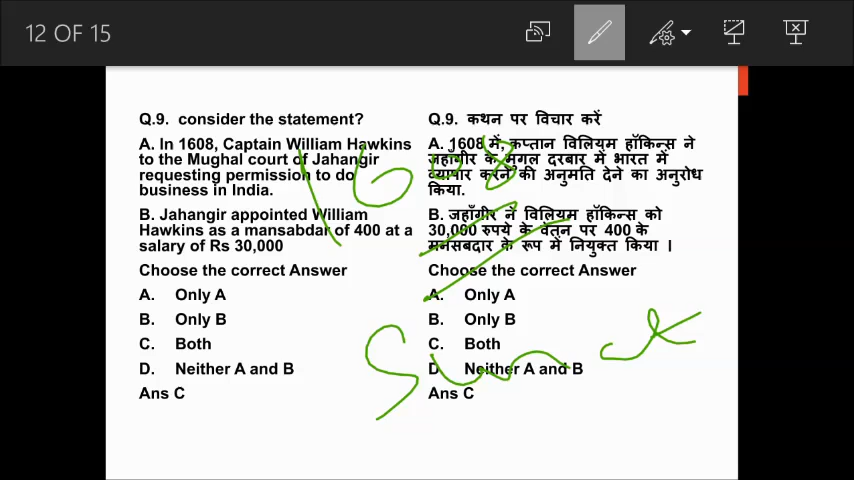 12 OF 15
Q.9. consider the statement?
A. In 1608, Captain William Hawkins
to the Mughal court of Jahangir
requesting permission to do
business in India.
B. Jahangir appointed William
Hawkins as a mansabdar of 400 at a
salary of Rs 30,000
Choose the correct Answer
A. Only A
B. Only B
C. Both
D. Neither A and B
Ans C
Q.9. कथन पर विचार करें
A. 1608 में, कप्तान विलियम हॉकिन्स ने
जहाँगीर के मुगल दरबार में भारत में
व्यापार करने की अनुमति देने का अनुरोध
किया.
B. जहाँगीर ने विलियम हॉकिन्स को
30,000 रुपये के वेतन पर 400 के
मनसबदार के रूप में नियुक्त किया ।
Choose the correct Answer
A. Only A
B. Only B
C. Both
D. Neither A and B
Ans C
1608